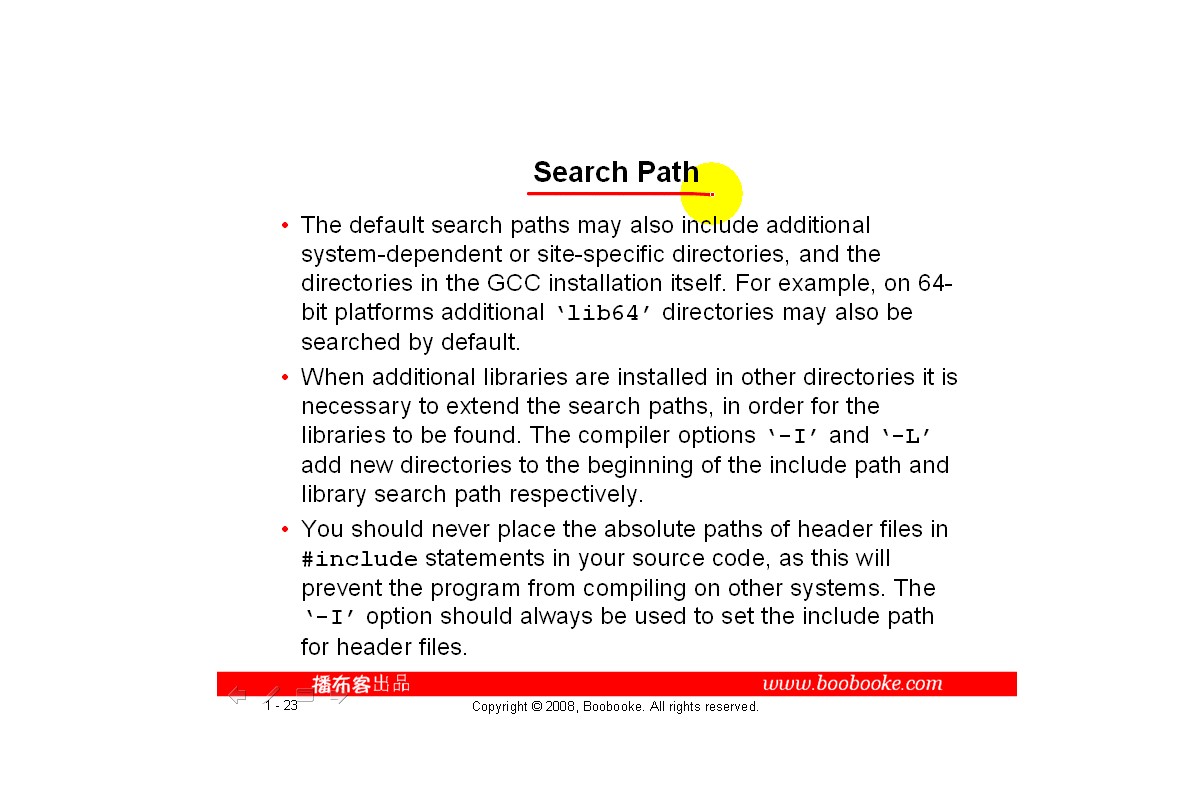 Search Path
• The default search paths may also include additional
system-dependent or site-specific directories, and the
directories in the GCC installation itself. For example, on 64-
bit platforms additional ‘lib64’ directories may also be
searched by default.
• When additional libraries are installed in other directories it is
necessary to extend the search paths, in order for the
libraries to be found. The compiler options ‘-I’ and ‘-L’
add new directories to the beginning of the include path and
library search path respectively.
• You should never place the absolute paths of header files in
#include statements in your source code, as this will
prevent the program from compiling on other systems. The
‘-I’ option should always be used to set the include path
for header files.
播布客出品 www.boobooke.com
1 - 23 Copyright © 2008, Boobooke. All rights reserved.